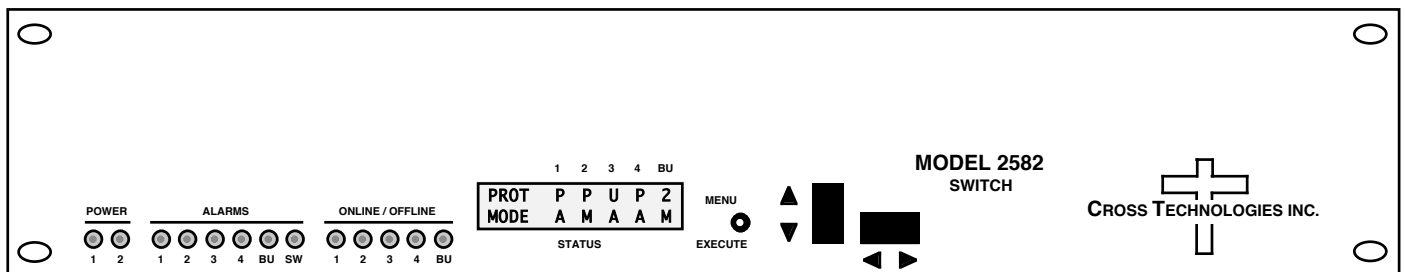 MODEL 2582
SWITCH
CROSS TECHNOLOGIES INC.
1 2 3 4 BU
PROT P P U P 2
MODE A M A A M
STATUS
MENU
EXECUTE
POWER
1 2
ALARMS
1 2 3 4 BU SW
ONLINE / OFFLINE
1 2 3 4 BU